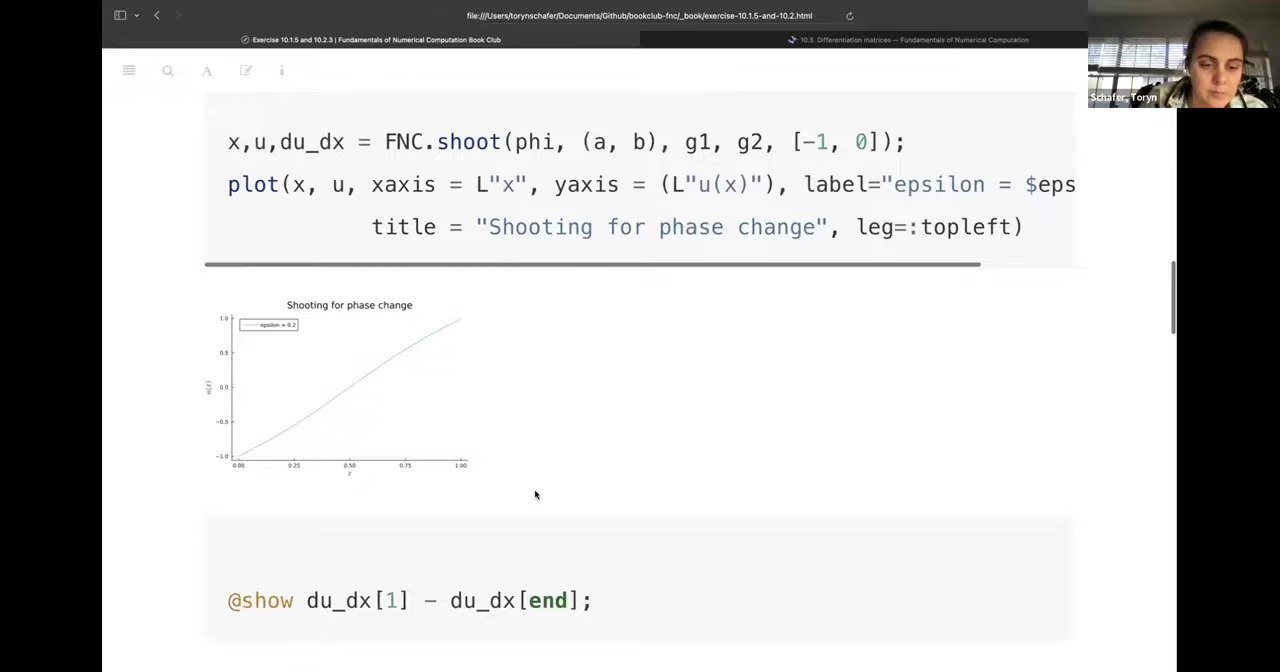 file:///Users/torynschafer/Documents/Github/bookclub-fnc/_book/exercise-10.1.5-and-10.2.html
Exercise 10.1.5 and 10.2.3 | Fundamentals of Numerical Computation Book Club
10.3. Differentiation matrices — Fundamentals of Numerical Computation
Schafer, Toryn
x,u,du_dx = FNC.shoot(phi, (a, b), g1, g2, [-1, 0]);
plot(x, u, xaxis = L"x", yaxis = (L"u(x)"), label="epsilon = $eps
title = "Shooting for phase change", leg=:topleft)
Shooting for phase change
epsilon = 0.2
1.0
0.5
0.0
-0.5
-1.0
u(x)
0.00 0.25 0.50 0.75 1.00
x
@show du_dx[1] - du_dx[end];